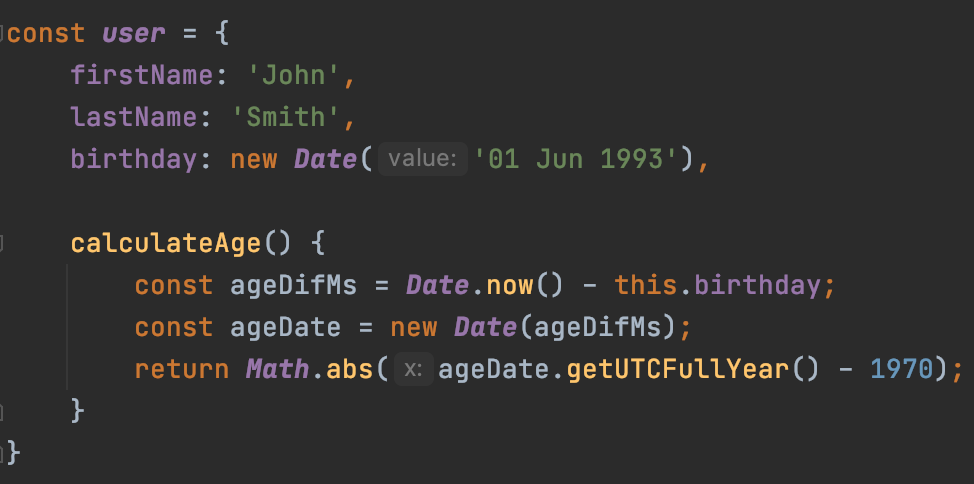 const user = {
    firstName: 'John',
    lastName: 'Smith',
    birthday: new Date( value: '01 Jun 1993'),

    calculateAge() {
        const ageDifMs = Date.now() - this.birthday;
        const ageDate = new Date(ageDifMs);
        return Math.abs( x: ageDate.getUTCFullYear() - 1970);
    }
}